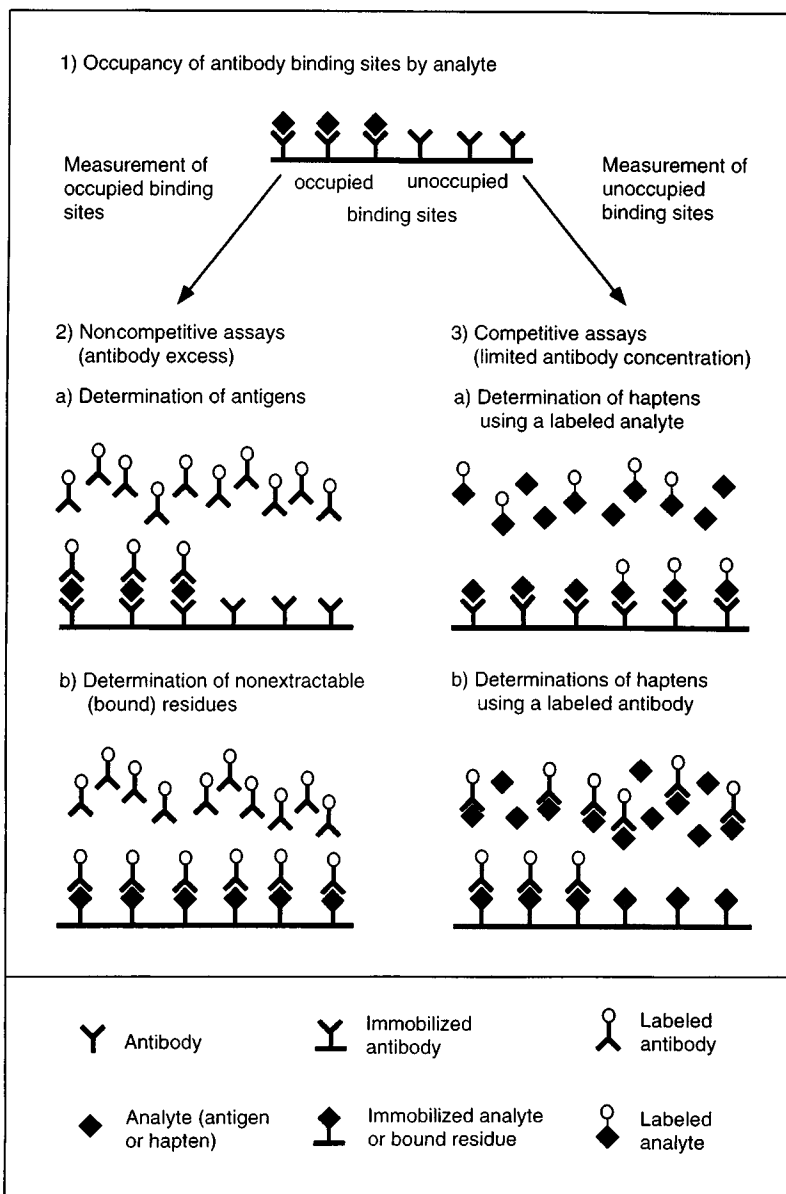 1) Occupancy of antibody binding sites by analyte
Measurement of
occupied binding
sites
occupied
unoccupied
binding sites
Measurement of
unoccupied
binding sites
2) Noncompetitive assays
(antibody excess)
a) Determination of antigens
b) Determination of nonextractable
(bound) residues
3) Competitive assays
(limited antibody concentration)
a) Determination of haptens
using a labeled analyte
b) Determinations of haptens
using a labeled antibody
Antibody
Immobilized
antibody
Labeled
antibody
Analyte (antigen
or hapten)
Immobilized analyte
or bound residue
Labeled
analyte